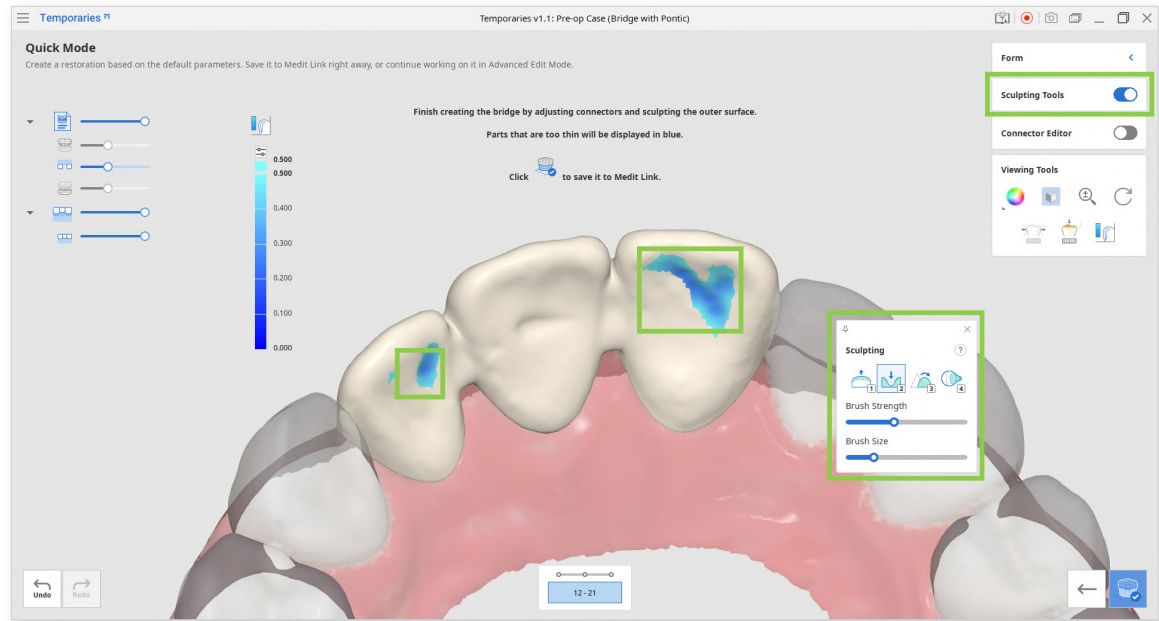 Temporaries
Temporaries v1.1: Pre-op Case (Bridge with Pontic)
Quick Mode
Create a restoration based on the default parameters. Save it to Medit Link right away, or continue working on it in Advanced Edit Mode.
Form
Sculpting Tools
Connector Editor
Viewing Tools
Finish creating the bridge by adjusting connectors and sculpting the outer surface.
Parts that are too thin will be displayed in blue.
Click to save it to Medit Link.
0.500
0.500
0.400
0.300
0.200
0.100
0.000
Sculpting
?
1 2 3 4
Brush Strength
Brush Size
Undo
Redo
12 - 21